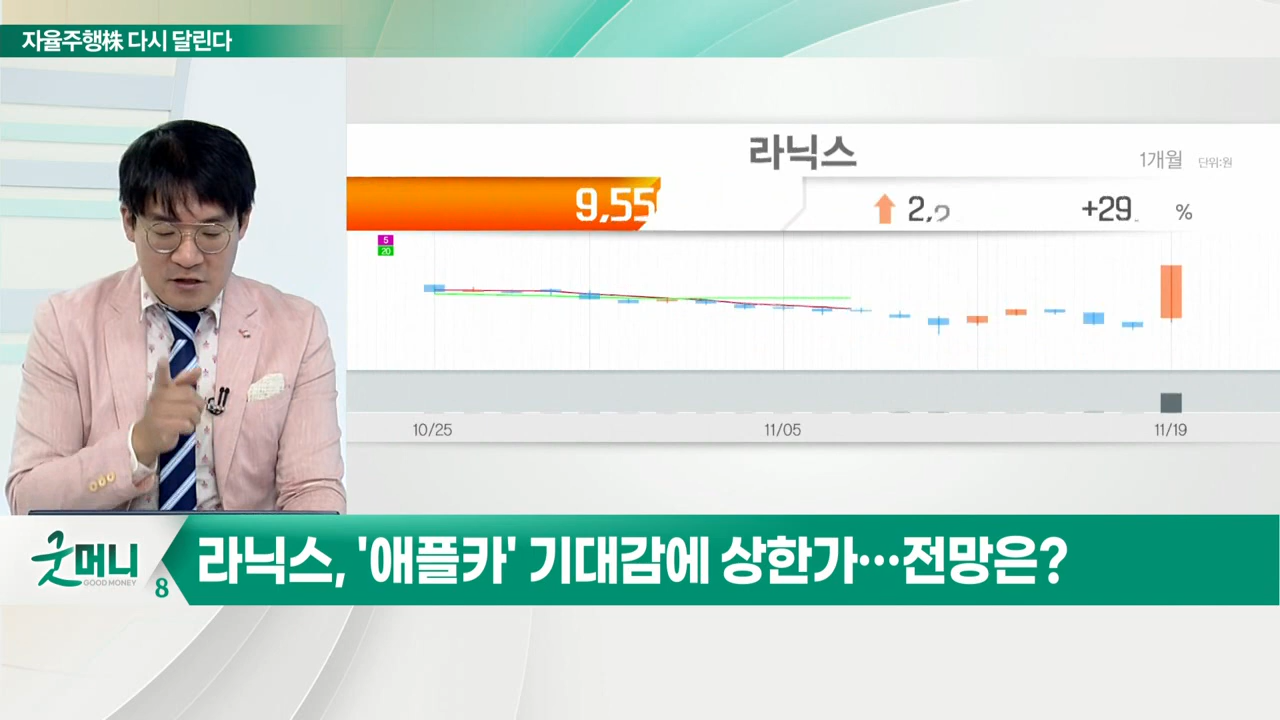 자율주행株 다시 달린다
라닉스
1개월 단위:원
9,55
2,2 +29 %
5
20
10/25 11/05 11/19
굿머니
GOOD MONEY
8
라닉스, '애플카' 기대감에 상한가…전망은?